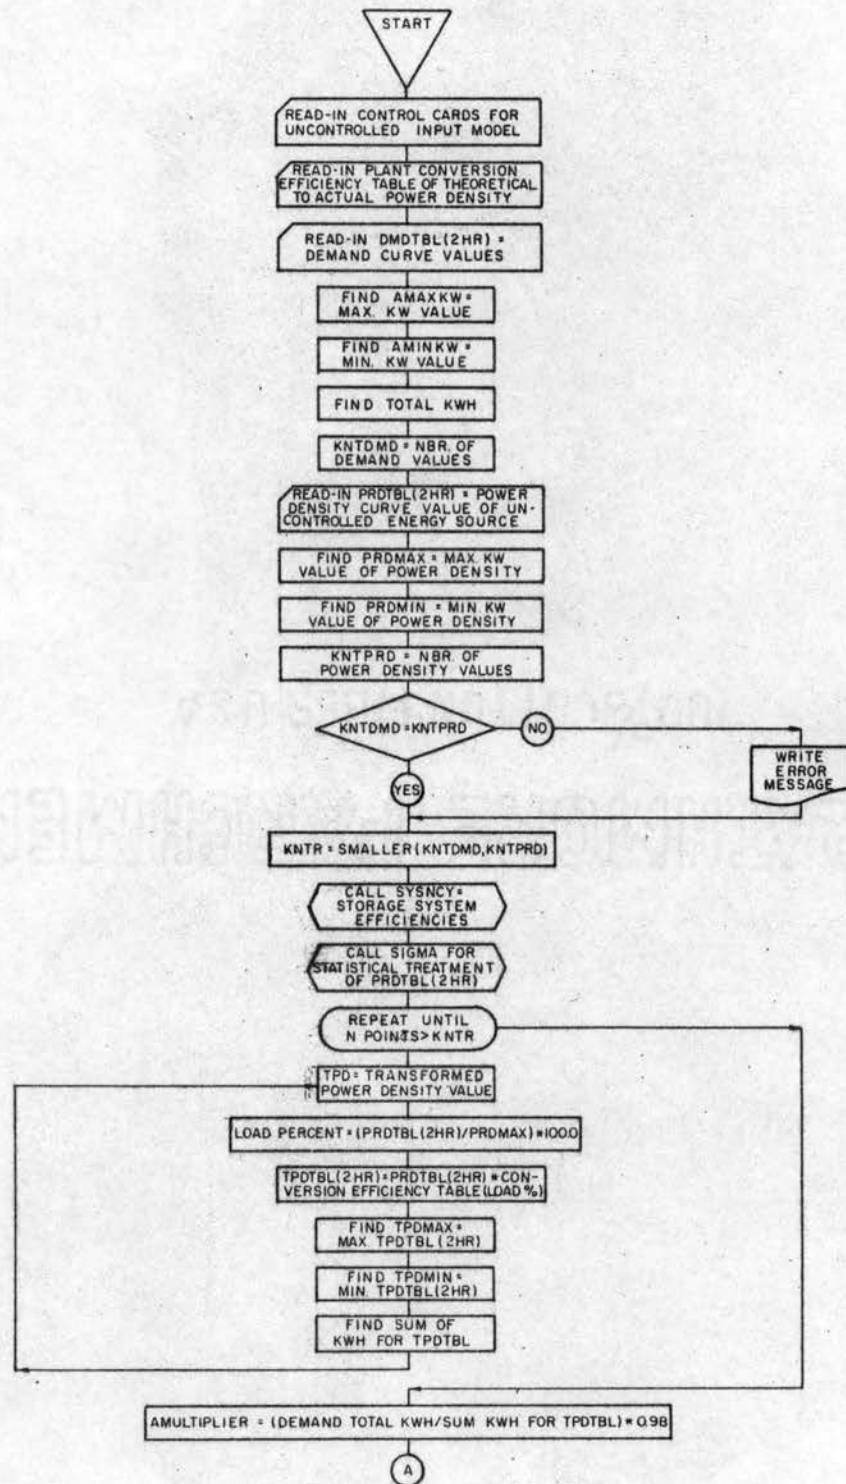 START
READ-IN CONTROL CARDS FOR
UNCONTROLLED INPUT MODEL
READ-IN PLANT CONVERSION
EFFICIENCY TABLE OF THEORETICAL
TO ACTUAL POWER DENSITY
READ-IN DMDTBL(2HR) =
DEMAND CURVE VALUES
FIND AMAXKW =
MAX. KW VALUE
FIND AMINKW =
MIN. KW VALUE
FIND TOTAL KWH
KNTDMD = NBR. OF
DEMAND VALUES
READ-IN PRDTBL(2HR) = POWER
DENSITY CURVE VALUE OF UN-
CONTROLLED ENERGY SOURCE
FIND PRDMAX = MAX. KW
VALUE OF POWER DENSITY
FIND PRDMIN = MIN. KW
VALUE OF POWER DENSITY
KNTPRD = NBR. OF
POWER DENSITY VALUES
KNTDMD = KNTPRD
NO
WRITE
ERROR
MESSAGE
YES
KNTR = SMALLER (KNTDMD,KNTPRD)
CALL SYSNCY =
STORAGE SYSTEM
EFFICIENCIES
CALL SIGMA FOR
STATISTICAL TREATMENT
OF PRDTBL(2HR)
REPEAT UNTIL
N POINTS > KNTR
TPD = TRANSFORMED
POWER DENSITY VALUE
LOAD PERCENT = (PRDTBL(2HR)/PRDMAX) * 100.0
TPDTBL(2HR) = PRDTBL(2HR) * CON-
VERSION EFFICIENCY TABLE (LOAD %)
FIND TPDMAX =
MAX. TPDTBL(2HR)
FIND TPDMIN =
MIN. TPDTBL(2HR)
FIND SUM OF
KWH FOR TPDTBL
AMULTIPLIER = (DEMAND TOTAL KWH/SUM KWH FOR TPDTBL) * 0.98
A